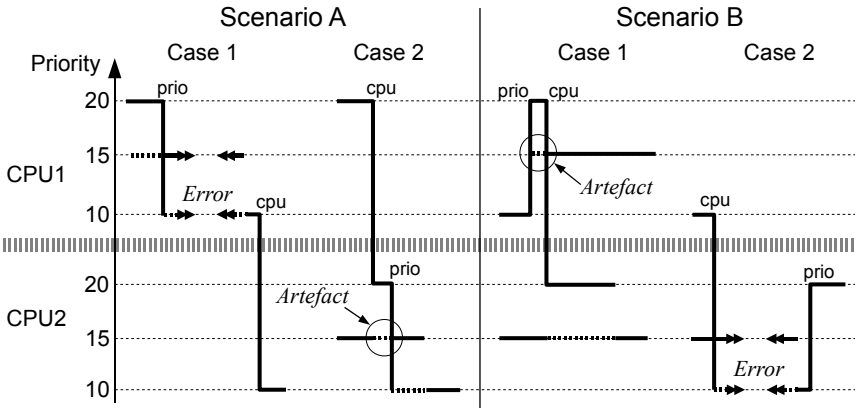 Scenario A Scenario B
Case 1 Case 2 Case 1 Case 2
Priority
prio cpu prio cpu
20
15
CPU1
Error Artefact
10 cpu cpu
prio prio
20
Artefact
CPU2
15
Error
10